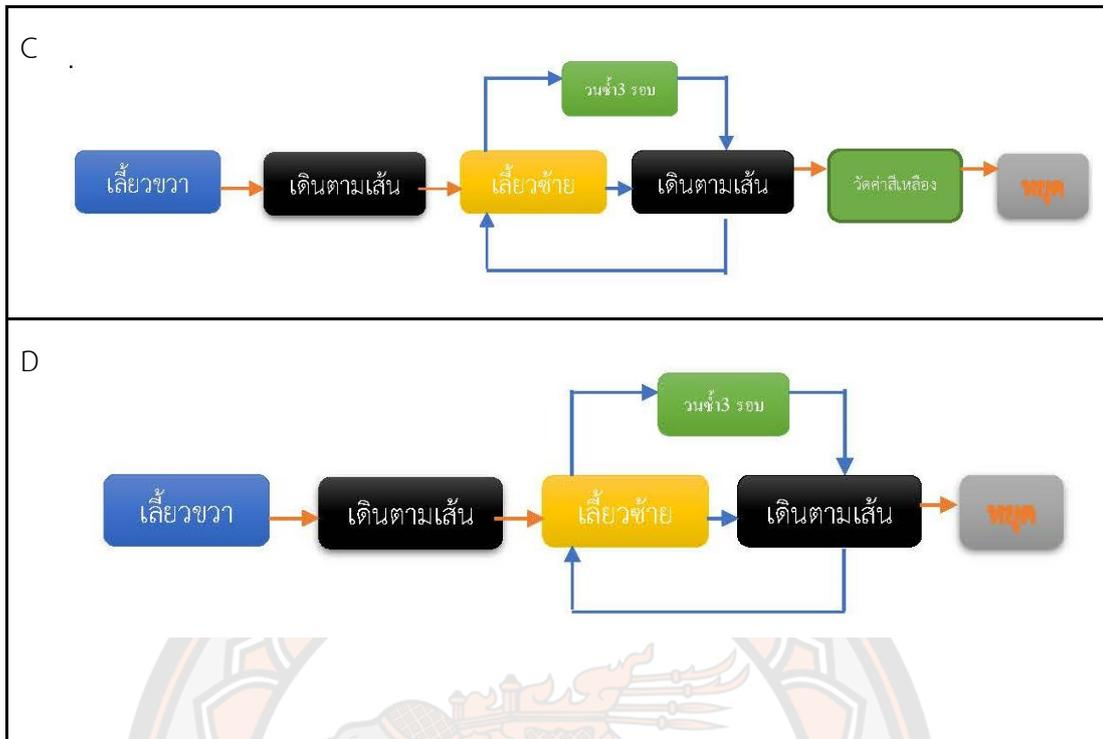 C .
วนซ้ำ3 รอบ
เลี้ยวขวา เดินตามเส้น เลี้ยวซ้าย เดินตามเส้น วัดค่าสีเหลือง หยุด
D
วนซ้ำ3 รอบ
เลี้ยวขวา เดินตามเส้น เลี้ยวซ้าย เดินตามเส้น หยุด